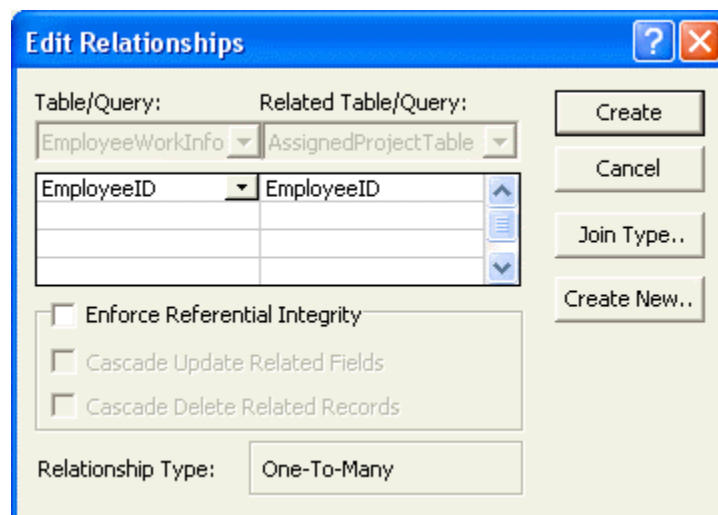 Edit Relationships
Table/Query: Related Table/Query:
EmployeeWorkInfo AssignedProjectTable
EmployeeID EmployeeID
Enforce Referential Integrity
Cascade Update Related Fields
Cascade Delete Related Records
Relationship Type: One-To-Many
Create
Cancel
Join Type..
Create New..